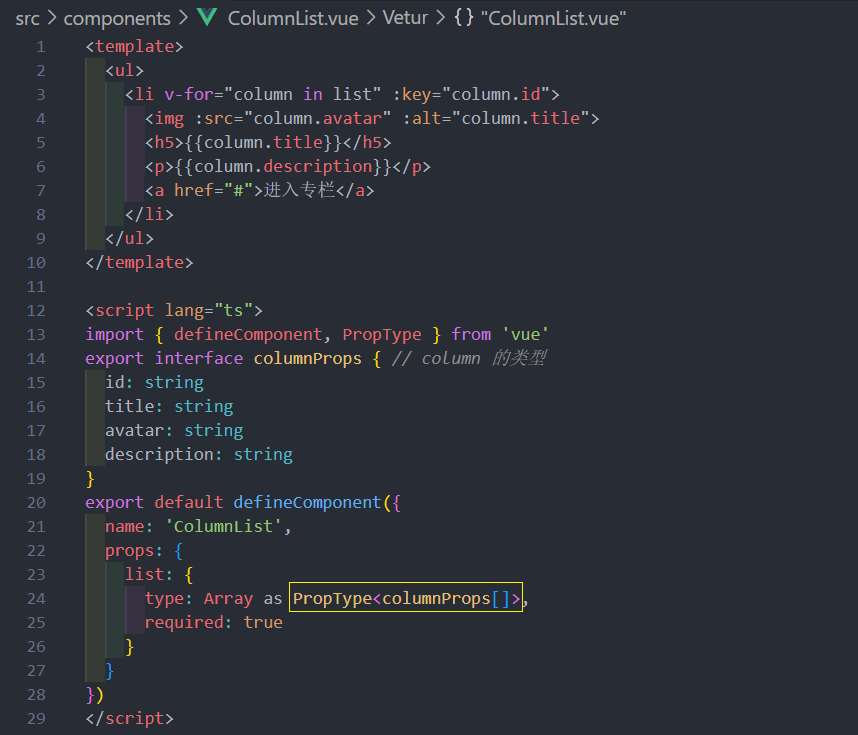 src > components > ColumnList.vue > Vetur > {} "ColumnList.vue"
1 <template>
2   <ul>
3     <li v-for="column in list" :key="column.id">
4       <img :src="column.avatar" :alt="column.title">
5       <h5>{{column.title}}</h5>
6       <p>{{column.description}}</p>
7       <a href="#">进入专栏</a>
8     </li>
9   </ul>
10 </template>
11
12 <script lang="ts">
13 import { defineComponent, PropType } from 'vue'
14 export interface columnProps { // column 的类型
15   id: string
16   title: string
17   avatar: string
18   description: string
19 }
20 export default defineComponent({
21   name: 'ColumnList',
22   props: {
23     list: {
24       type: Array as PropType<columnProps[]>,
25       required: true
26     }
27   }
28 })
29 </script>